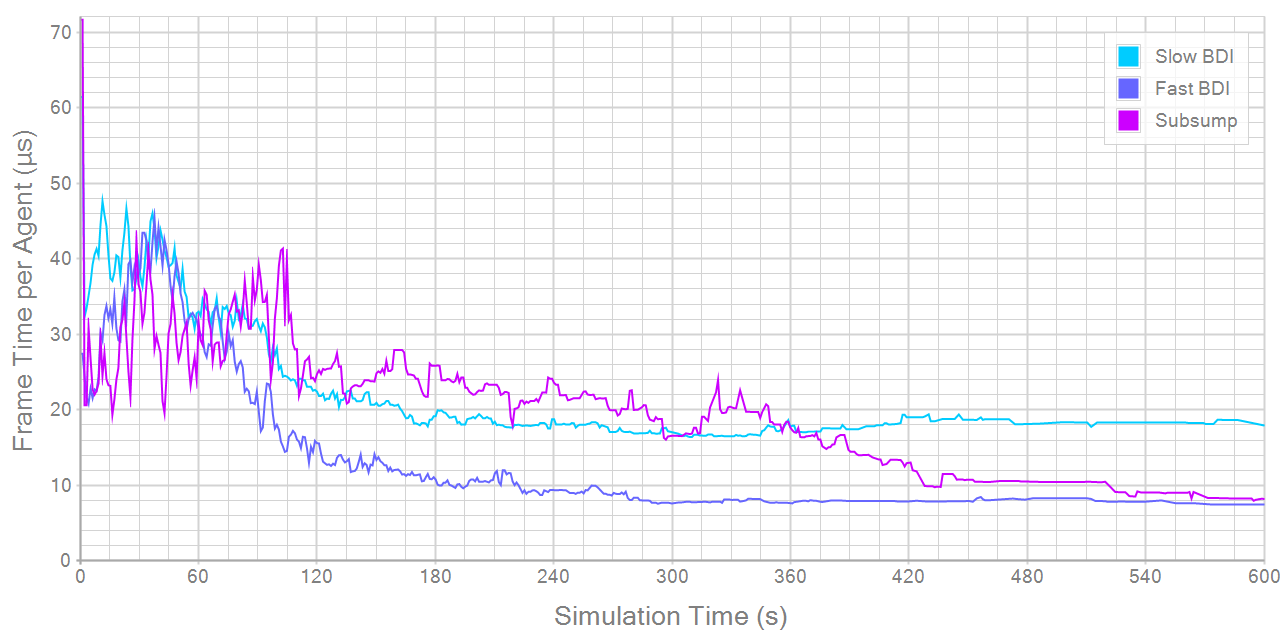 70
60
50
40
30
20
10
0
Frame Time per Agent (µs)
Slow BDI
Fast BDI
Subsump
0 60 120 180 240 300 360 420 480 540 600
Simulation Time (s)